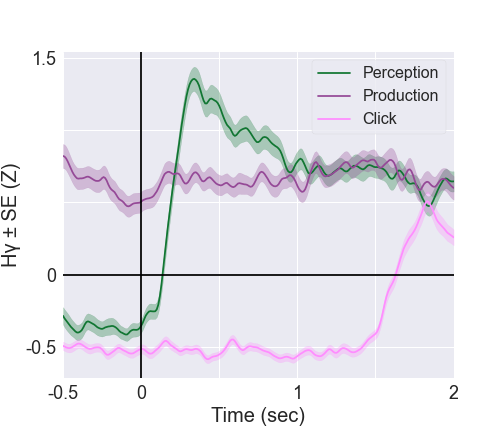 Perception
Production
Click
Hγ ± SE (Z)
1.5
0
-0.5
-0.5 0 1 2
Time (sec)